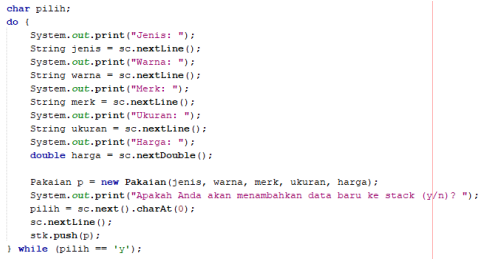 char pilih;
do {
    System.out.print("Jenis: ");
    String jenis = sc.nextLine();
    System.out.print("Warna: ");
    String warna = sc.nextLine();
    System.out.print("Merk: ");
    String merk = sc.nextLine();
    System.out.print("Ukuran: ");
    String ukuran = sc.nextLine();
    System.out.print("Harga: ");
    double harga = sc.nextDouble();

    Pakaian p = new Pakaian(jenis, warna, merk, ukuran, harga);
    System.out.print("Apakah Anda akan menambahkan data baru ke stack (y/n)? ");
    pilih = sc.next().charAt(0);
    sc.nextLine();
    stk.push(p);
} while (pilih == 'y');